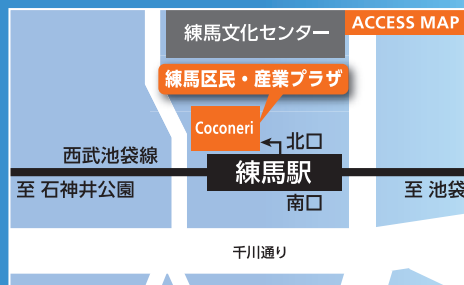 ACCESS MAP
練馬文化センター
練馬区民・産業プラザ
Coconeri
北口
西武池袋線
練馬駅
至 石神井公園
至 池袋
南口
千川通り